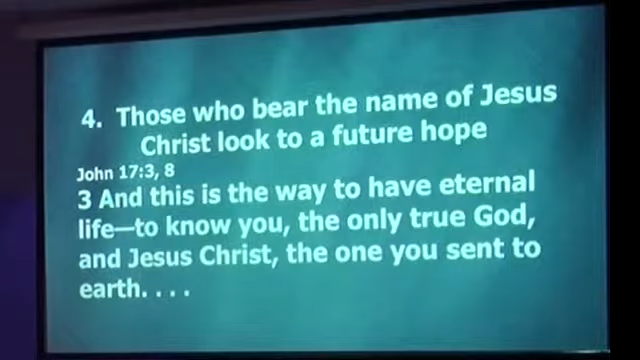 4. Those who bear the name of Jesus
Christ look to a future hope
John 17:3, 8
3 And this is the way to have eternal
life—to know you, the only true God,
and Jesus Christ, the one you sent to
earth. . . .